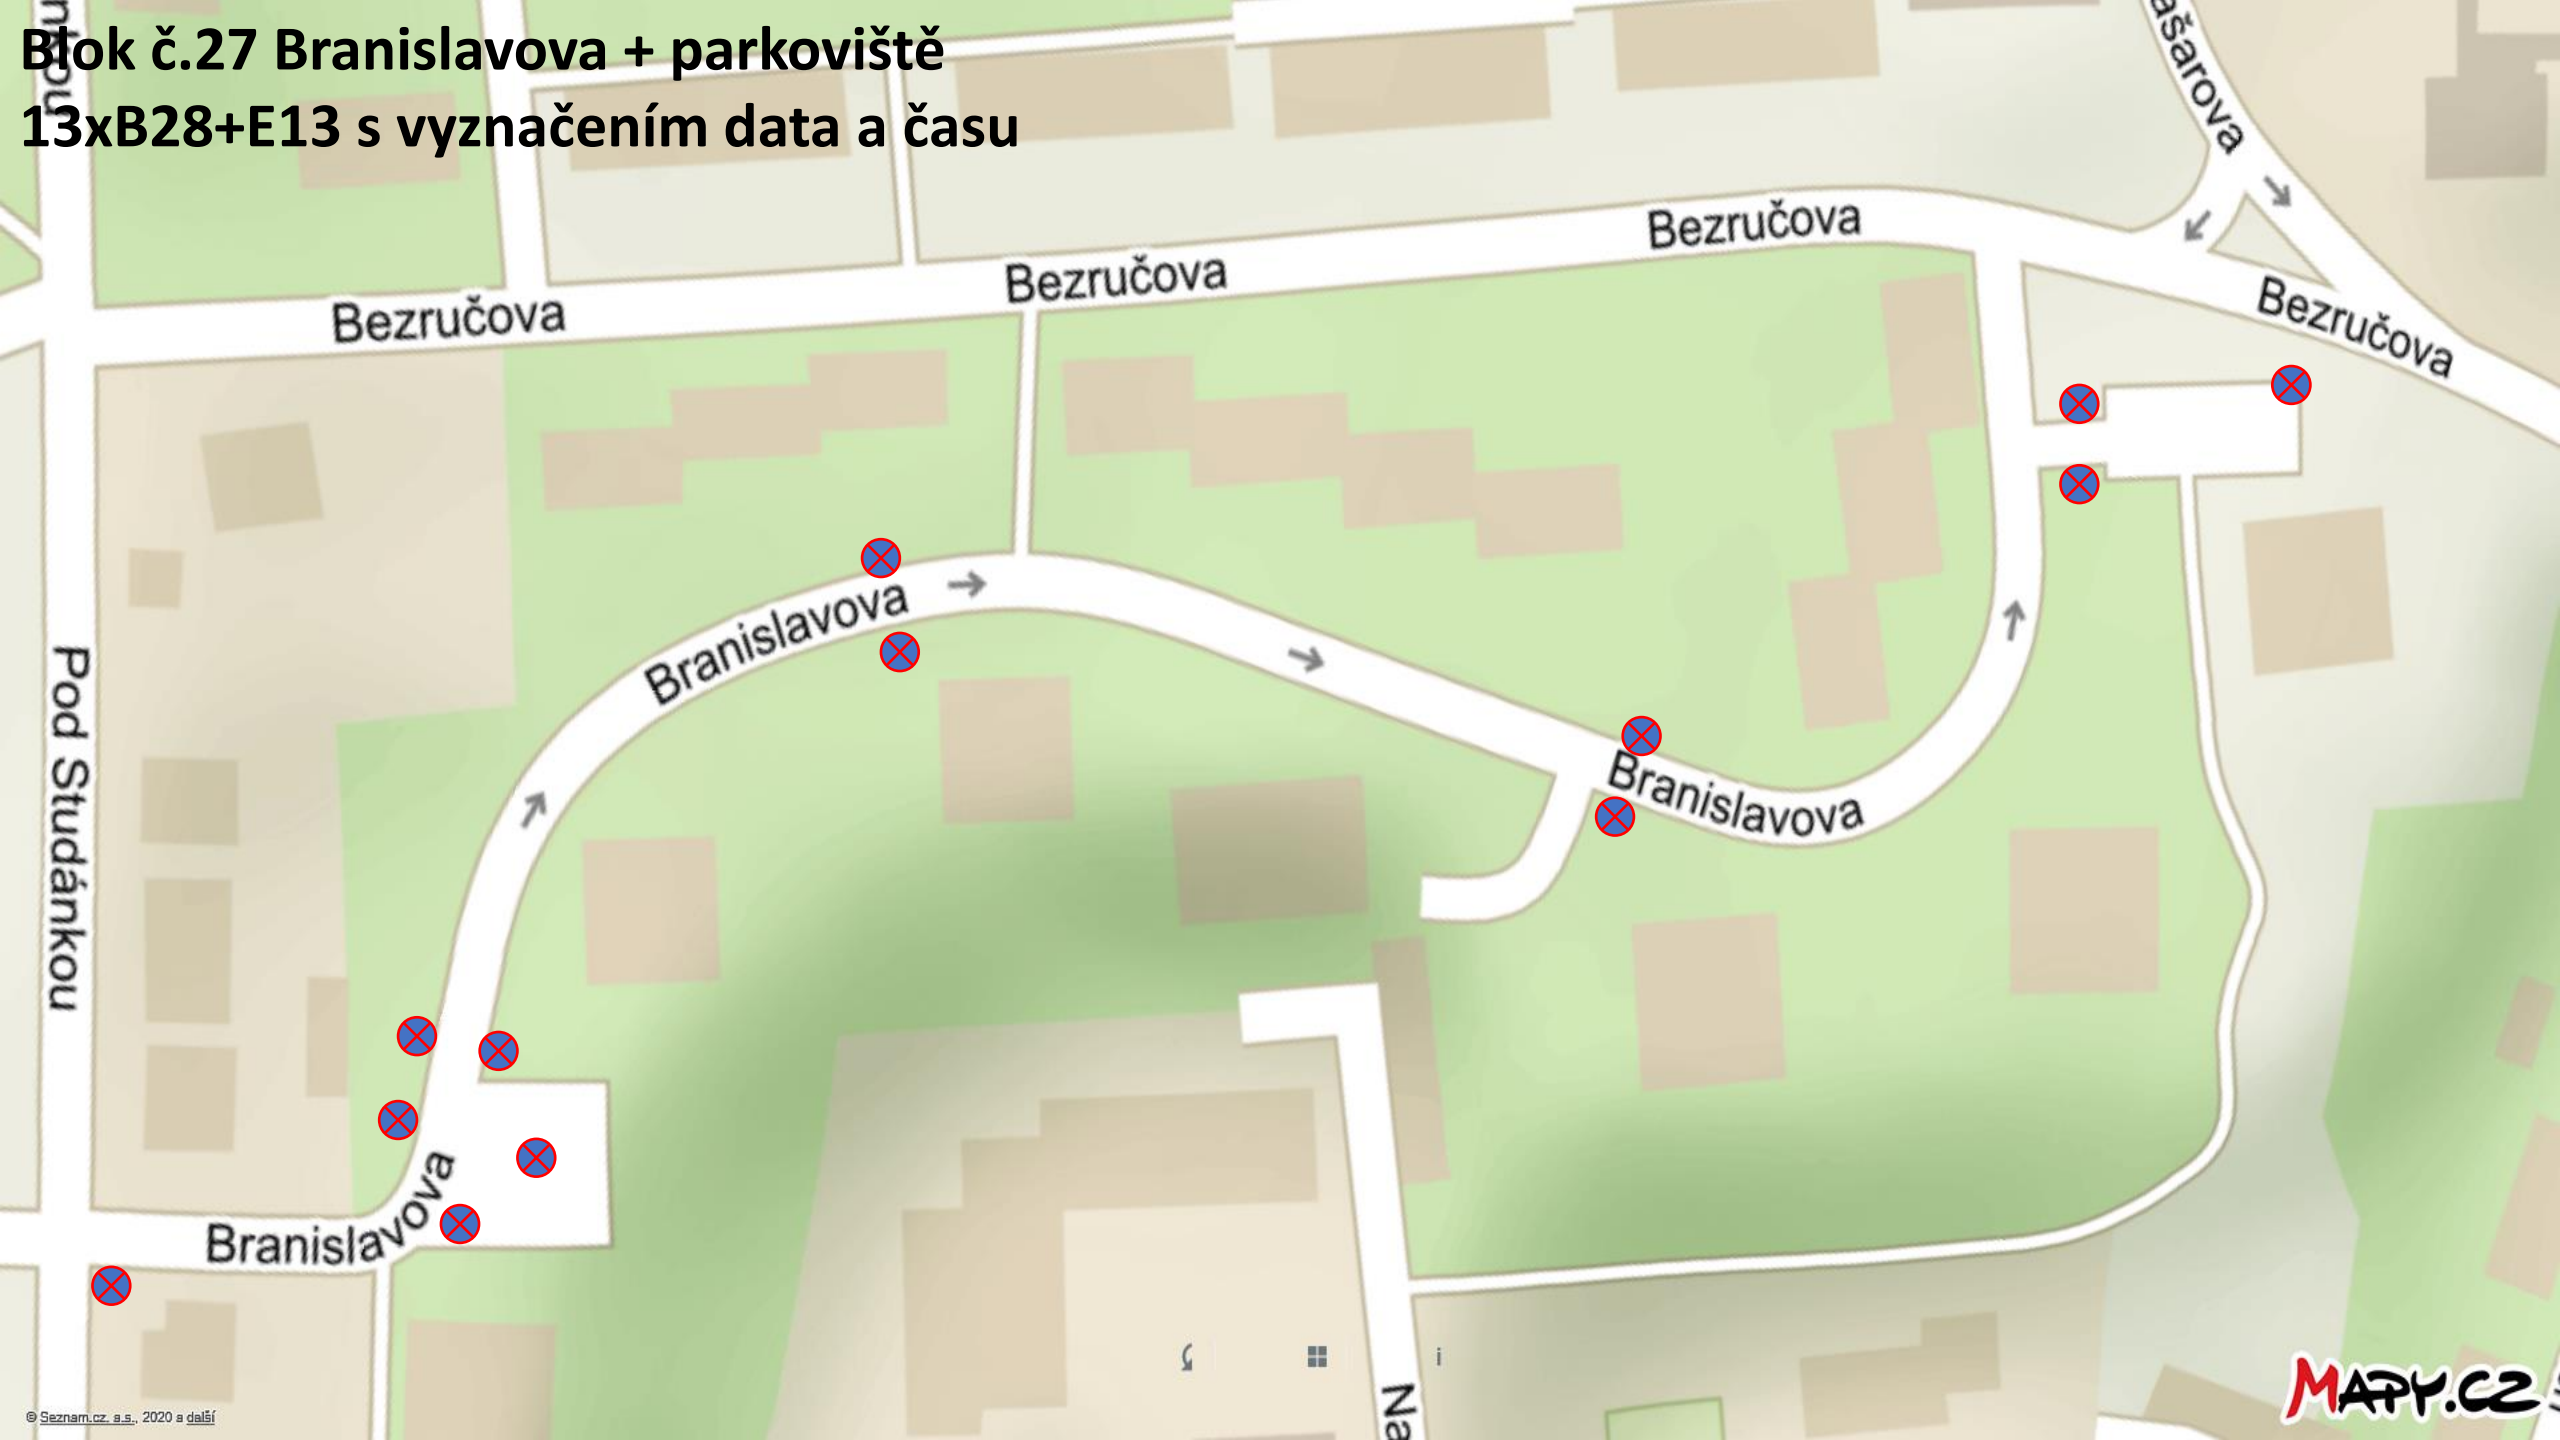 Blok č.27 Branislavova + parkoviště
13xB28+E13 s vyznačením data a času
Bezručova
Bezručova
Bezručova
Bezručova
Branislavova
Branislavova
Pod Studánkou
Branislavova
Na
i
© Seznam.cz, a.s., 2020 a další
MAPY.CZ